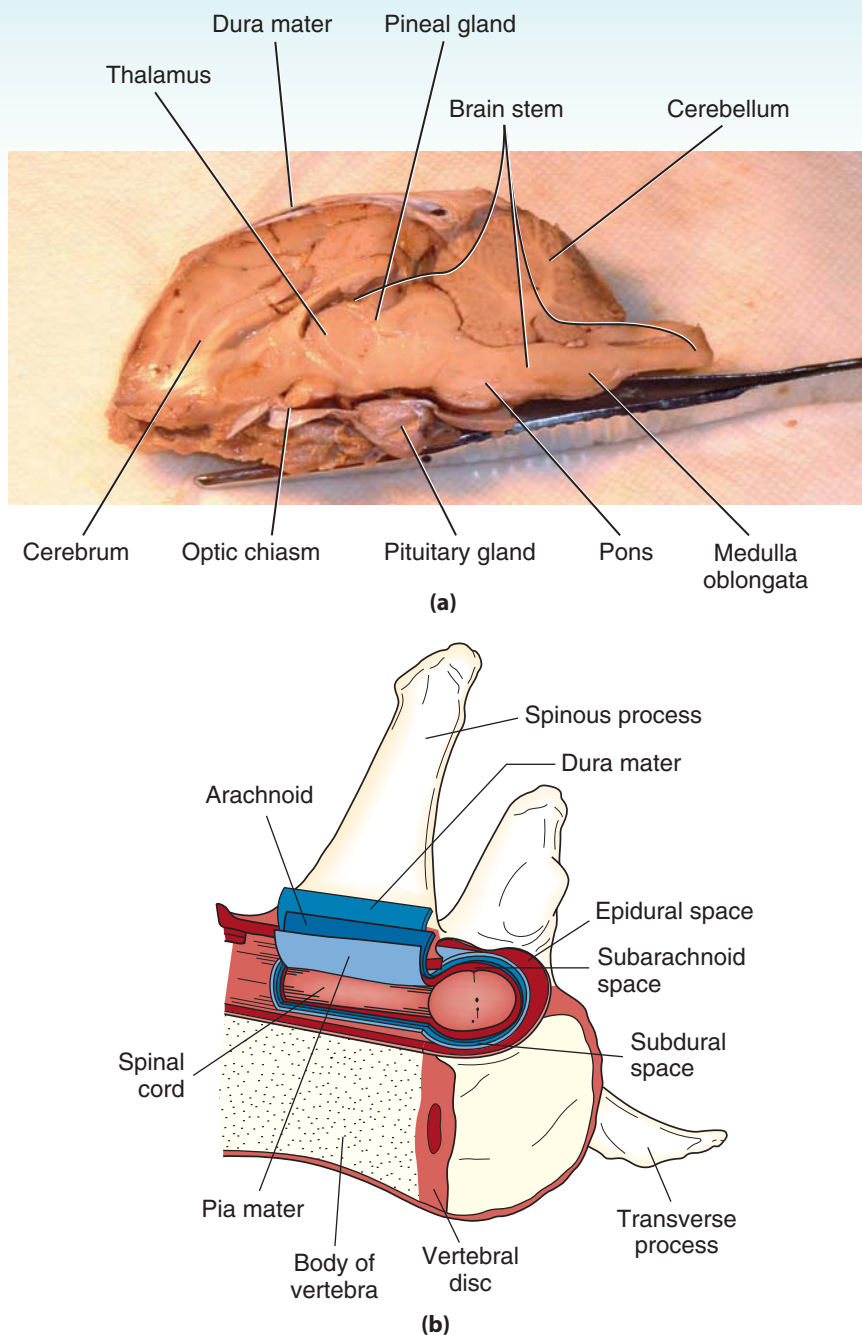 Dura mater
Pineal gland
Thalamus
Brain stem
Cerebellum
Cerebrum
Optic chiasm
Pituitary gland
Pons
Medulla
oblongata
(a)
Spinous process
Dura mater
Arachnoid
Epidural space
Subarachnoid
space
Spinal
cord
Subdural
space
Pia mater
Body of
vertebra
Vertebral
disc
Transverse
process
(b)